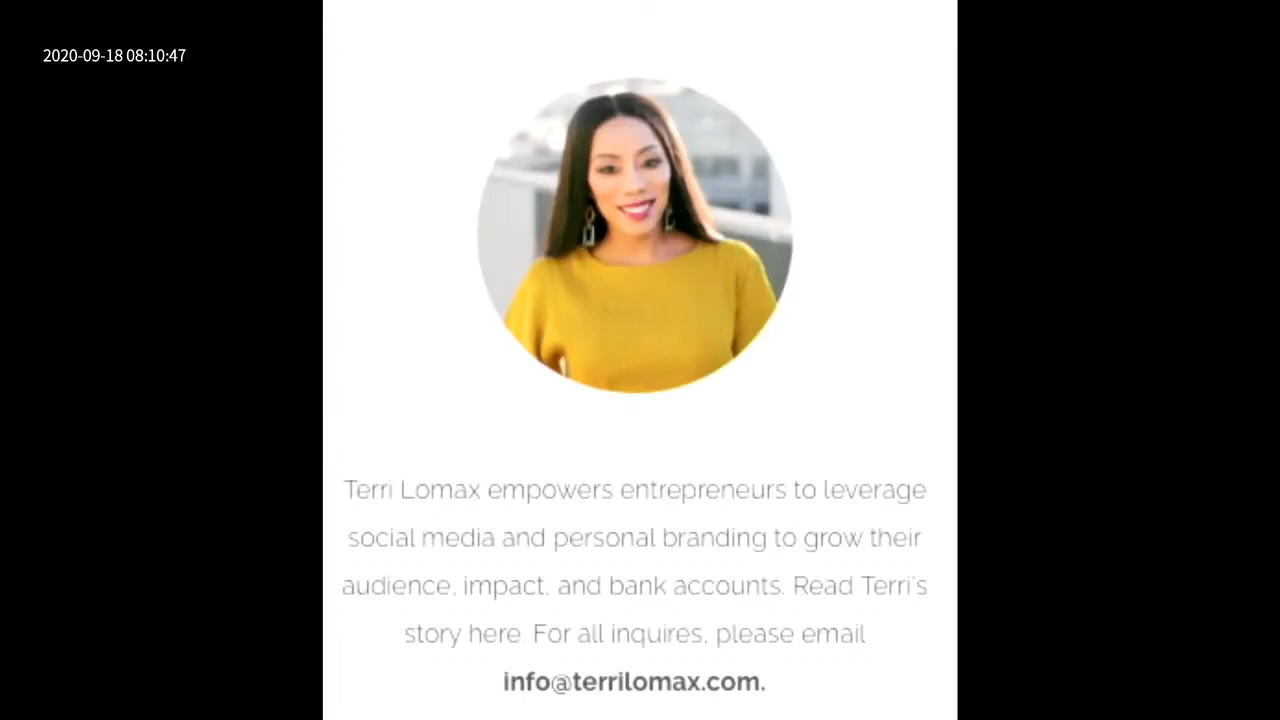 2020-09-18 08:10:47
Terri Lomax empowers entrepreneurs to leverage
social media and personal branding to grow their
audience, impact, and bank accounts. Read Terri's
story here. For all inquires, please email
info@terrilomax.com.